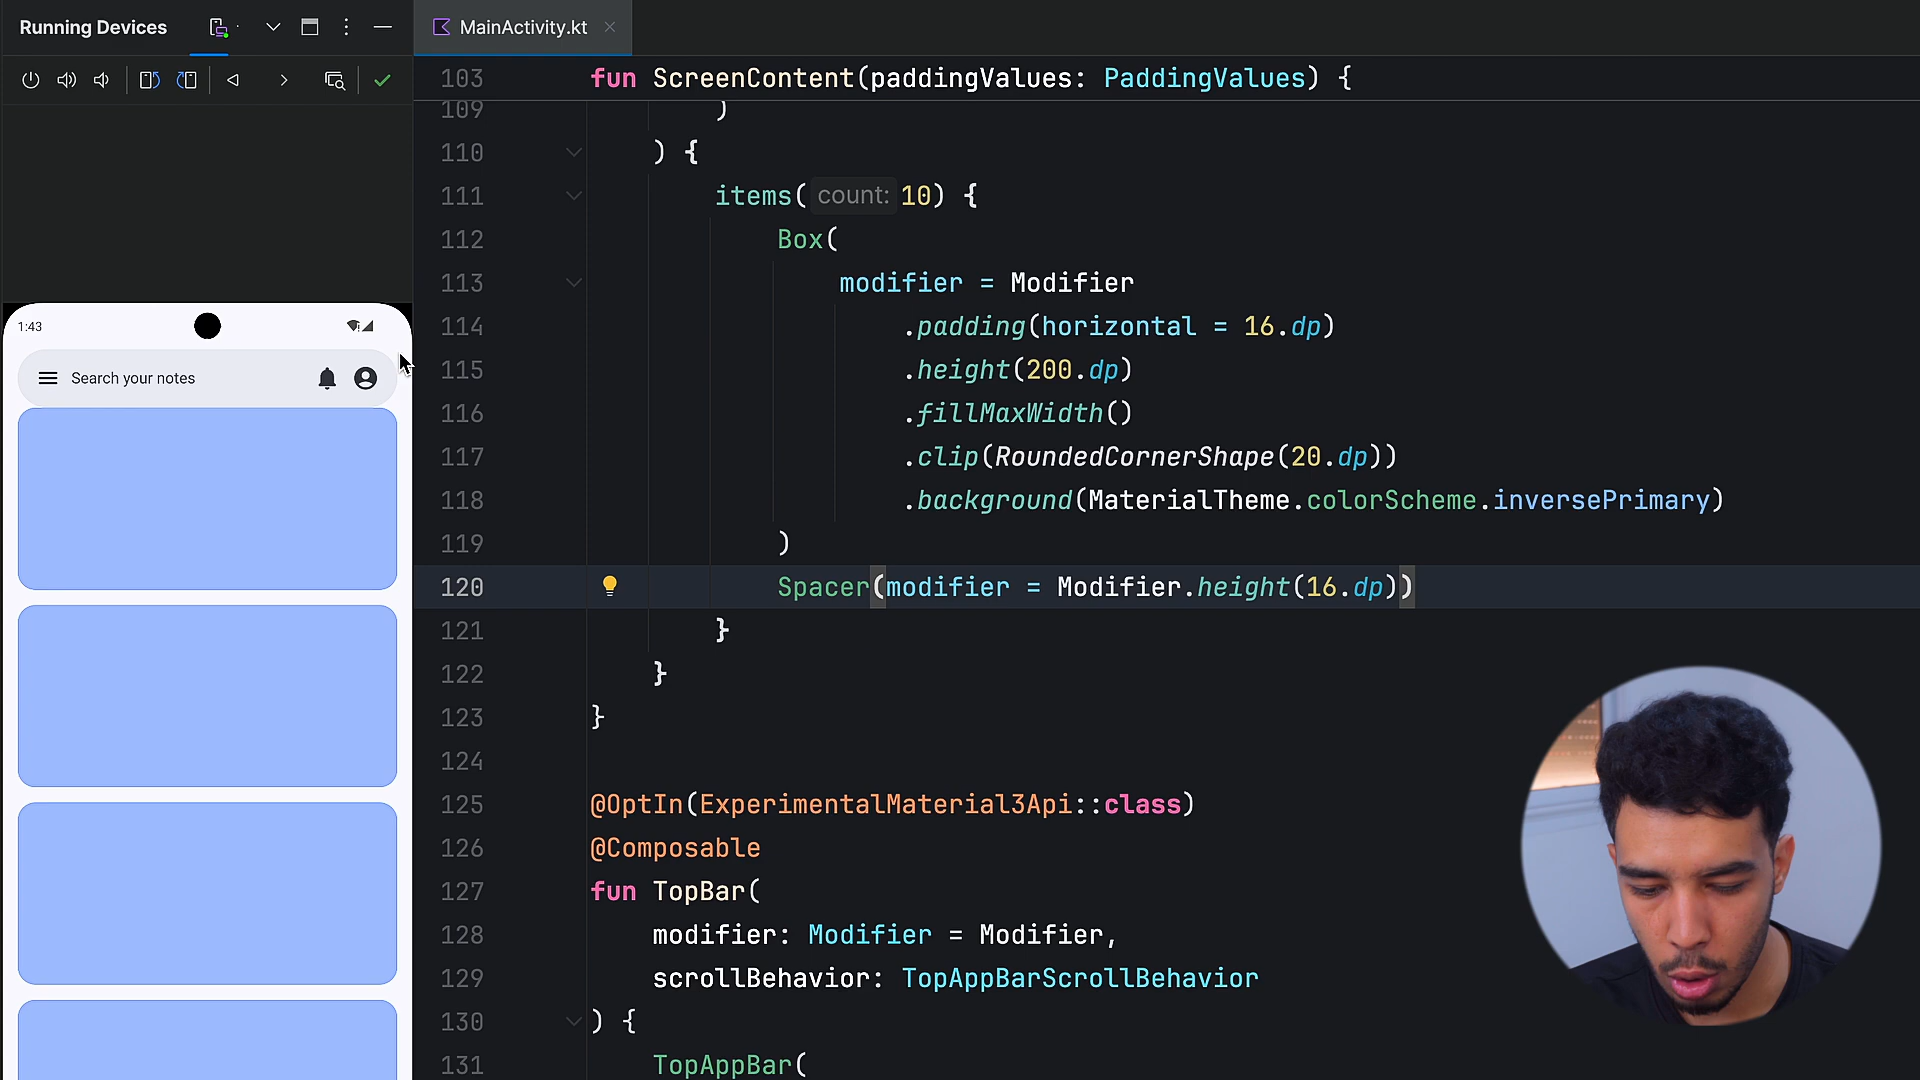 Running Devices
MainActivity.kt
103 fun ScreenContent(paddingValues: PaddingValues) {
109 )
110 ) {
111 items( count: 10) {
112 Box(
113 modifier = Modifier
114 .padding(horizontal = 16.dp)
115 .height(200.dp)
116 .fillMaxWidth()
117 .clip(RoundedCornerShape(20.dp))
118 .background(MaterialTheme.colorScheme.inversePrimary)
119 )
120 Spacer(modifier = Modifier.height(16.dp))
121 }
122 }
123 }
124
125 @OptIn(ExperimentalMaterial3Api::class)
126 @Composable
127 fun TopBar(
128 modifier: Modifier = Modifier,
129 scrollBehavior: TopAppBarScrollBehavior
130 ) {
131 TopAppBar(
1:43
Search your notes